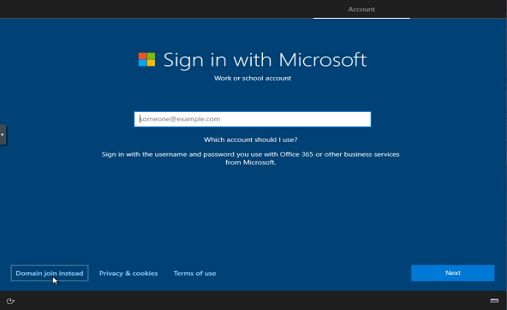 Account
Sign in with Microsoft
Work or school account
someone@example.com
Which account should I use?
Sign in with the username and password you use with Office 365 or other business services
from Microsoft.
Domain join instead
Privacy & cookies
Terms of use
Next